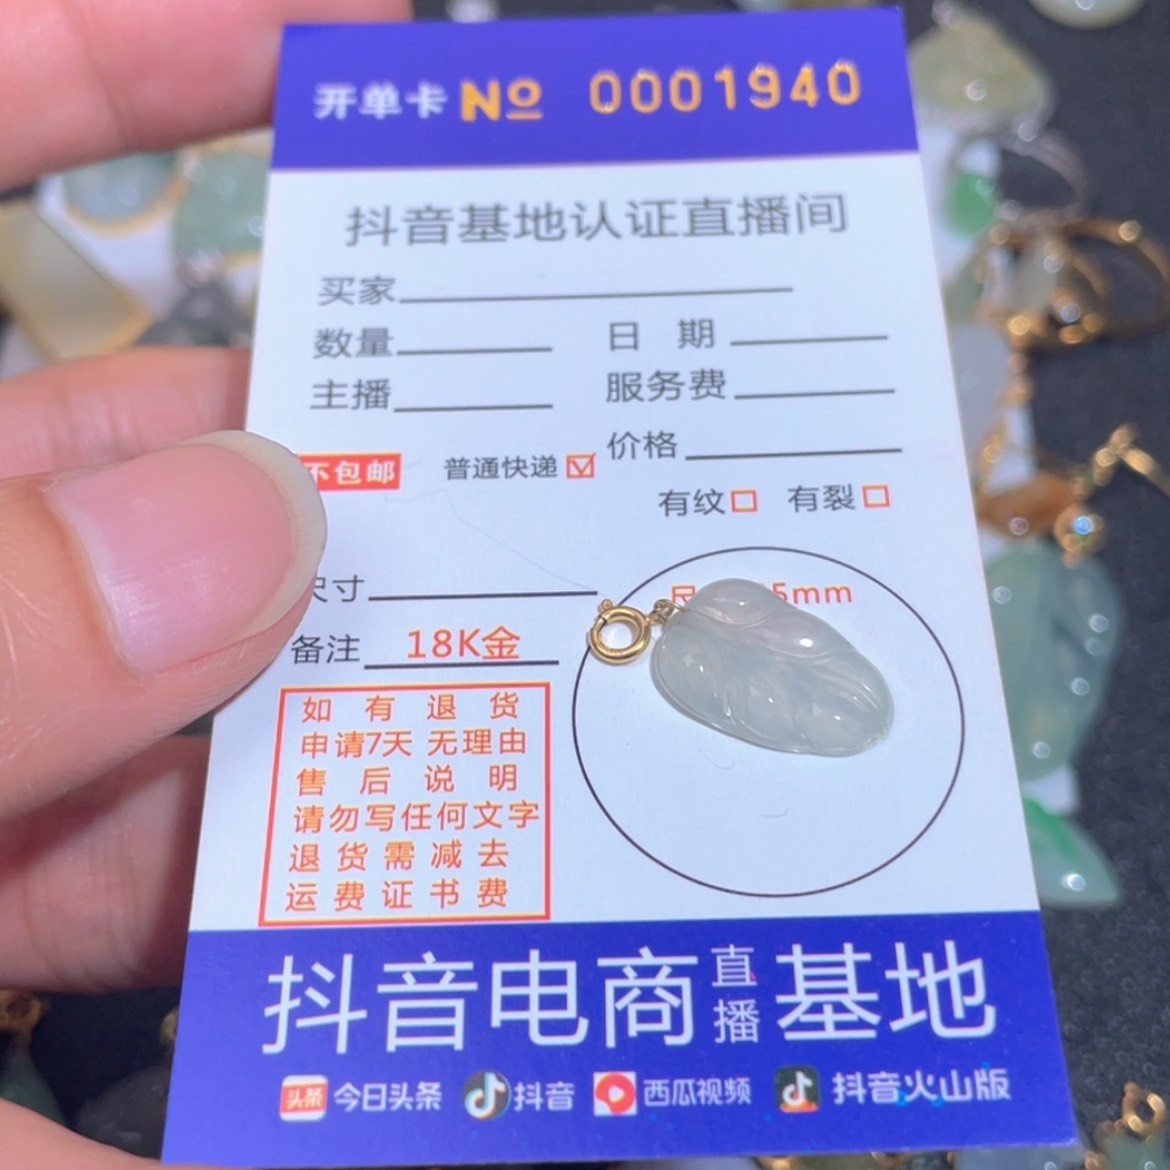 开单卡 No 0001940
抖音基地认证直播间
买家
数量 日 期
主播 服务费
不包邮 普通快递 价格
有纹 有裂
寸 5mm
备注 18K金
如有退货
申请7天无理由
售后说明
请勿写任何文字
退货需减去
运费证书费
抖音电商直播基地
头条 今日头条 抖音 西瓜视频 抖音火山版